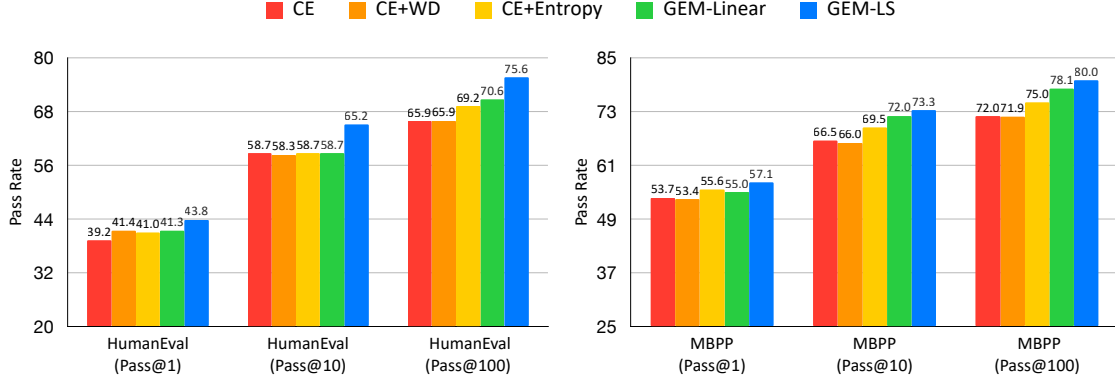 CE CE+WD CE+Entropy GEM-Linear GEM-LS
Pass Rate
80
68
56
44
32
20
39.2 41.4 41.0 41.3 43.8
58.7 58.3 58.7 58.7 65.2
65.9 65.9 69.2 70.6 75.6
HumanEval
(Pass@1)
HumanEval
(Pass@10)
HumanEval
(Pass@100)
Pass Rate
85
73
61
49
37
25
53.7 53.4 55.6 55.0 57.1
66.5 66.0 69.5 72.0 73.3
72.0 71.9 75.0 78.1 80.0
MBPP
(Pass@1)
MBPP
(Pass@10)
MBPP
(Pass@100)